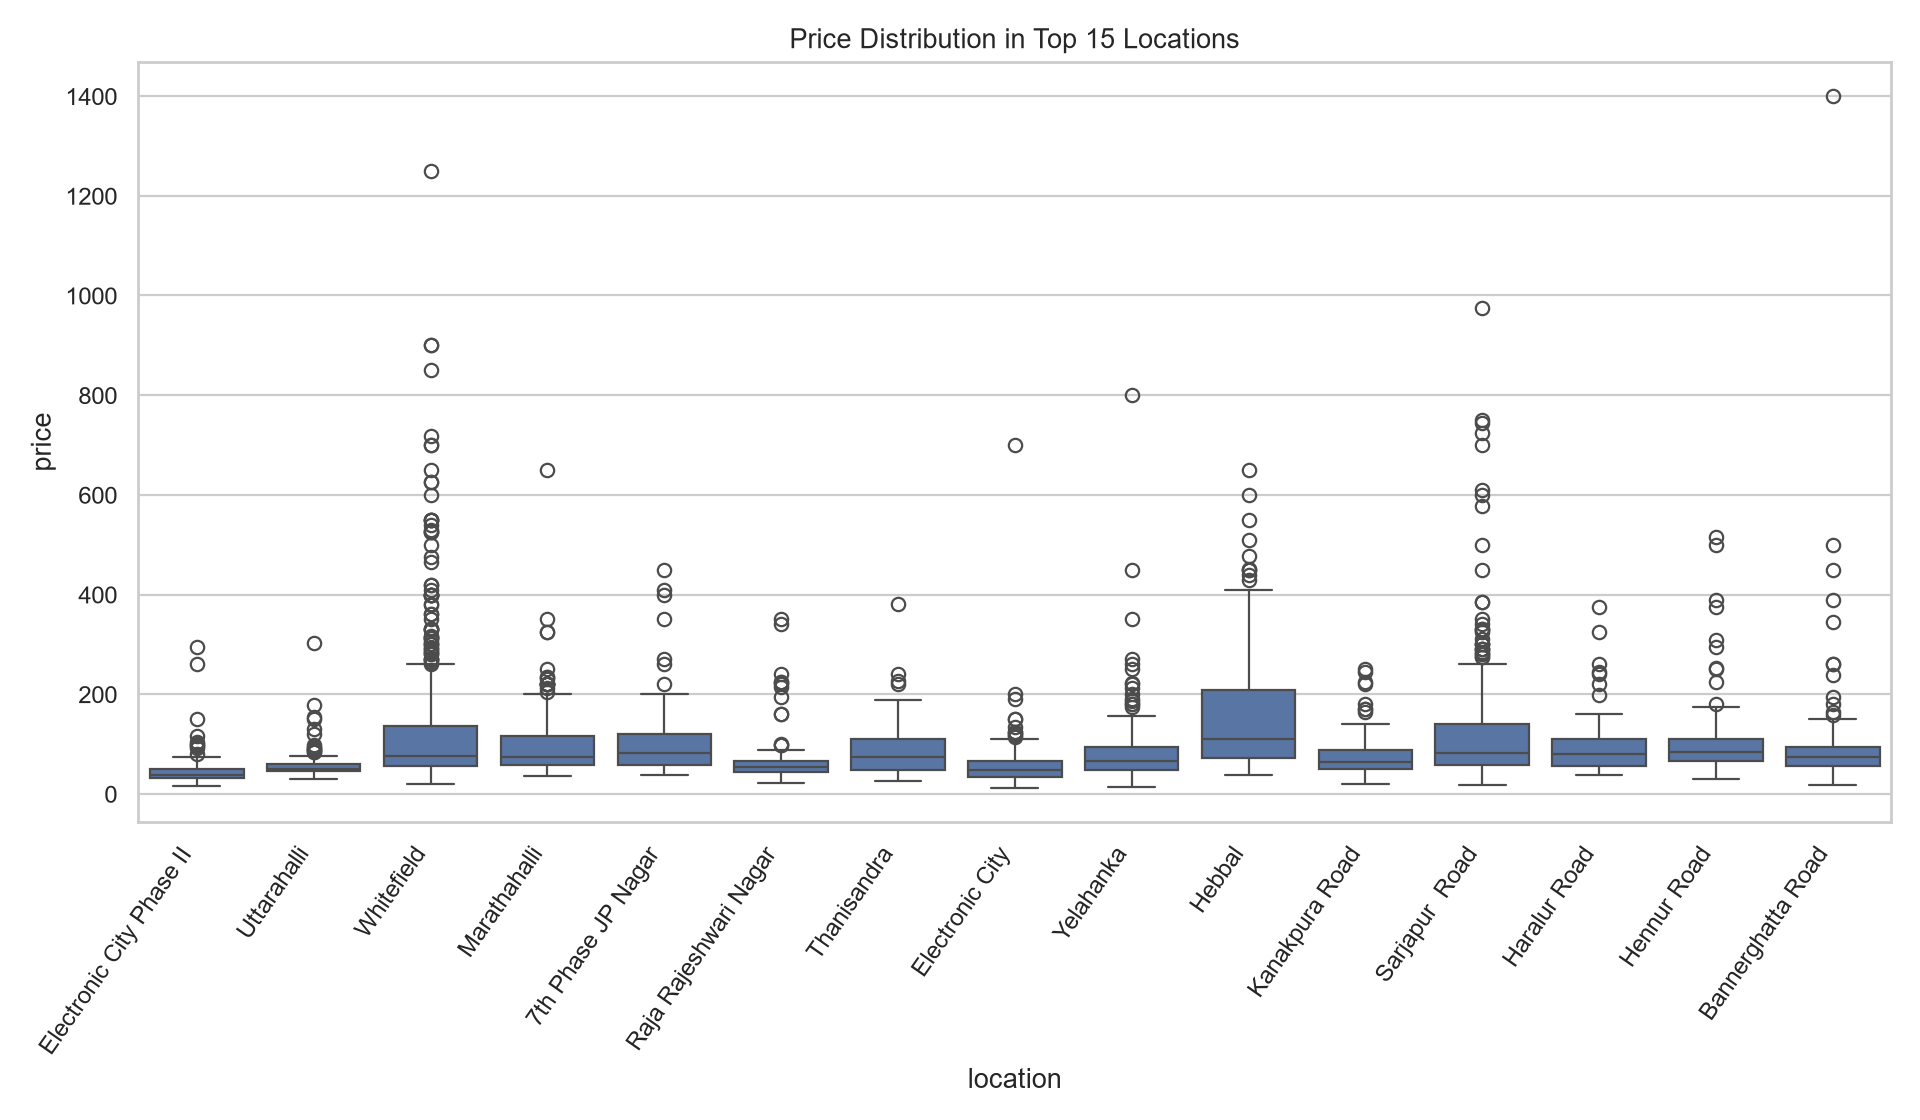 Price Distribution in Top 15 Locations
1400
1200
1000
800
600
400
200
0
price
Electronic City Phase II
Uttarahalli
Whitefield
Marathahalli
7th Phase JP Nagar
Raja Rajeshwari Nagar
Thanisandra
Electronic City
Yelahanka
Hebbal
Kanakpura Road
Sarjapur  Road
Haralur Road
Hennur Road
Bannerghatta Road
location